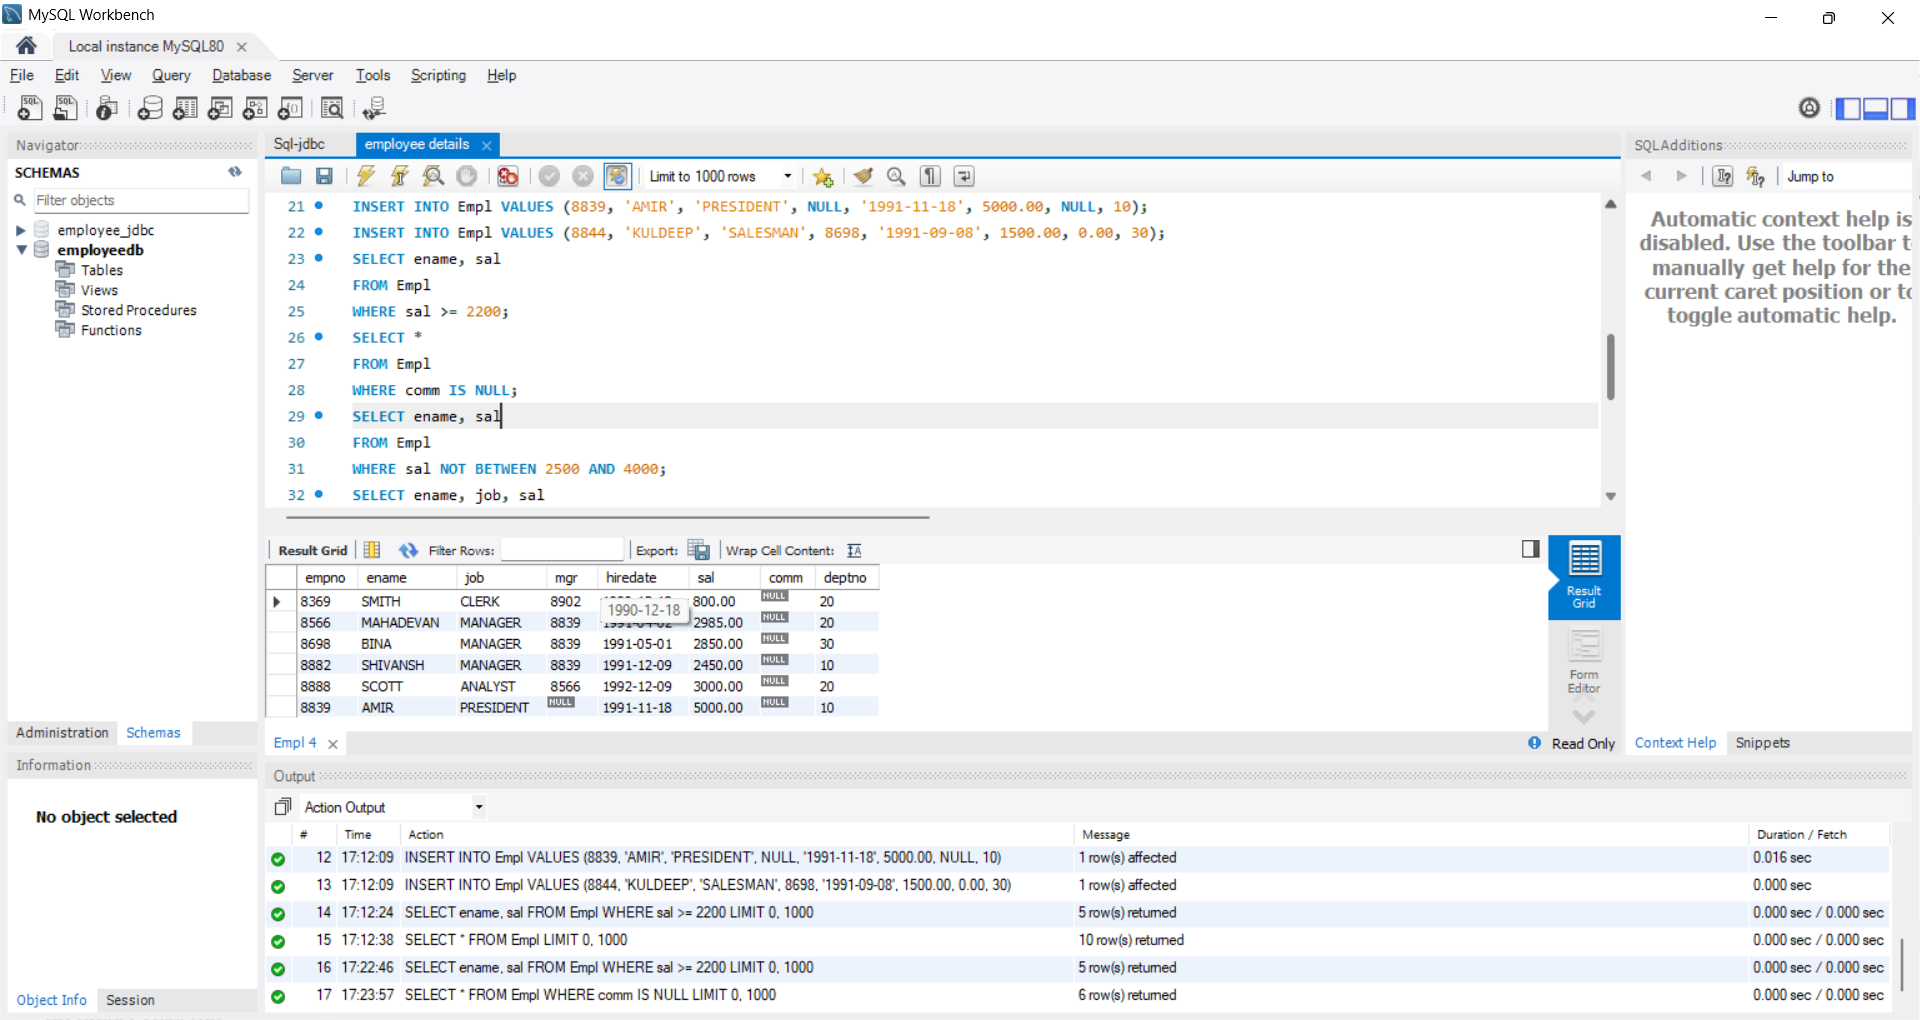 MySQL Workbench
Local instance MySQL80
File Edit View Query Database Server Tools Scripting Help
Navigator
SCHEMAS
Filter objects
employee_jdbc
employeedb
Tables
Views
Stored Procedures
Functions
Administration Schemas
Information
No object selected
Object Info Session
Sql-jdbc employee details
Limit to 1000 rows
21 INSERT INTO Empl VALUES (8839, 'AMIR', 'PRESIDENT', NULL, '1991-11-18', 5000.00, NULL, 10);
22 INSERT INTO Empl VALUES (8844, 'KULDEEP', 'SALESMAN', 8698, '1991-09-08', 1500.00, 0.00, 30);
23 SELECT ename, sal
24 FROM Empl
25 WHERE sal >= 2200;
26 SELECT *
27 FROM Empl
28 WHERE comm IS NULL;
29 SELECT ename, sal
30 FROM Empl
31 WHERE sal NOT BETWEEN 2500 AND 4000;
32 SELECT ename, job, sal
Result Grid Filter Rows: Export: Wrap Cell Content:
empno ename job mgr hiredate sal comm deptno
8369 SMITH CLERK 8902 800.00 NULL 20
1990-12-18
8566 MAHADEVAN MANAGER 8839 2985.00 NULL 20
8698 BINA MANAGER 8839 1991-05-01 2850.00 NULL 30
8882 SHIVANSH MANAGER 8839 1991-12-09 2450.00 NULL 10
8888 SCOTT ANALYST 8566 1992-12-09 3000.00 NULL 20
8839 AMIR PRESIDENT NULL 1991-11-18 5000.00 NULL 10
Result
Grid
Form
Editor
Empl 4
Read Only
SQLAdditions
Jump to
Automatic context help is
disabled. Use the toolbar t
manually get help for the
current caret position or to
toggle automatic help.
Context Help Snippets
Output
Action Output
# Time Action Message Duration / Fetch
12 17:12:09 INSERT INTO Empl VALUES (8839, 'AMIR', 'PRESIDENT', NULL, '1991-11-18', 5000.00, NULL, 10) 1 row(s) affected 0.016 sec
13 17:12:09 INSERT INTO Empl VALUES (8844, 'KULDEEP', 'SALESMAN', 8698, '1991-09-08', 1500.00, 0.00, 30) 1 row(s) affected 0.000 sec
14 17:12:24 SELECT ename, sal FROM Empl WHERE sal >= 2200 LIMIT 0, 1000 5 row(s) returned 0.000 sec / 0.000 sec
15 17:12:38 SELECT * FROM Empl LIMIT 0, 1000 10 row(s) returned 0.000 sec / 0.000 sec
16 17:22:46 SELECT ename, sal FROM Empl WHERE sal >= 2200 LIMIT 0, 1000 5 row(s) returned 0.000 sec / 0.000 sec
17 17:23:57 SELECT * FROM Empl WHERE comm IS NULL LIMIT 0, 1000 6 row(s) returned 0.000 sec / 0.000 sec